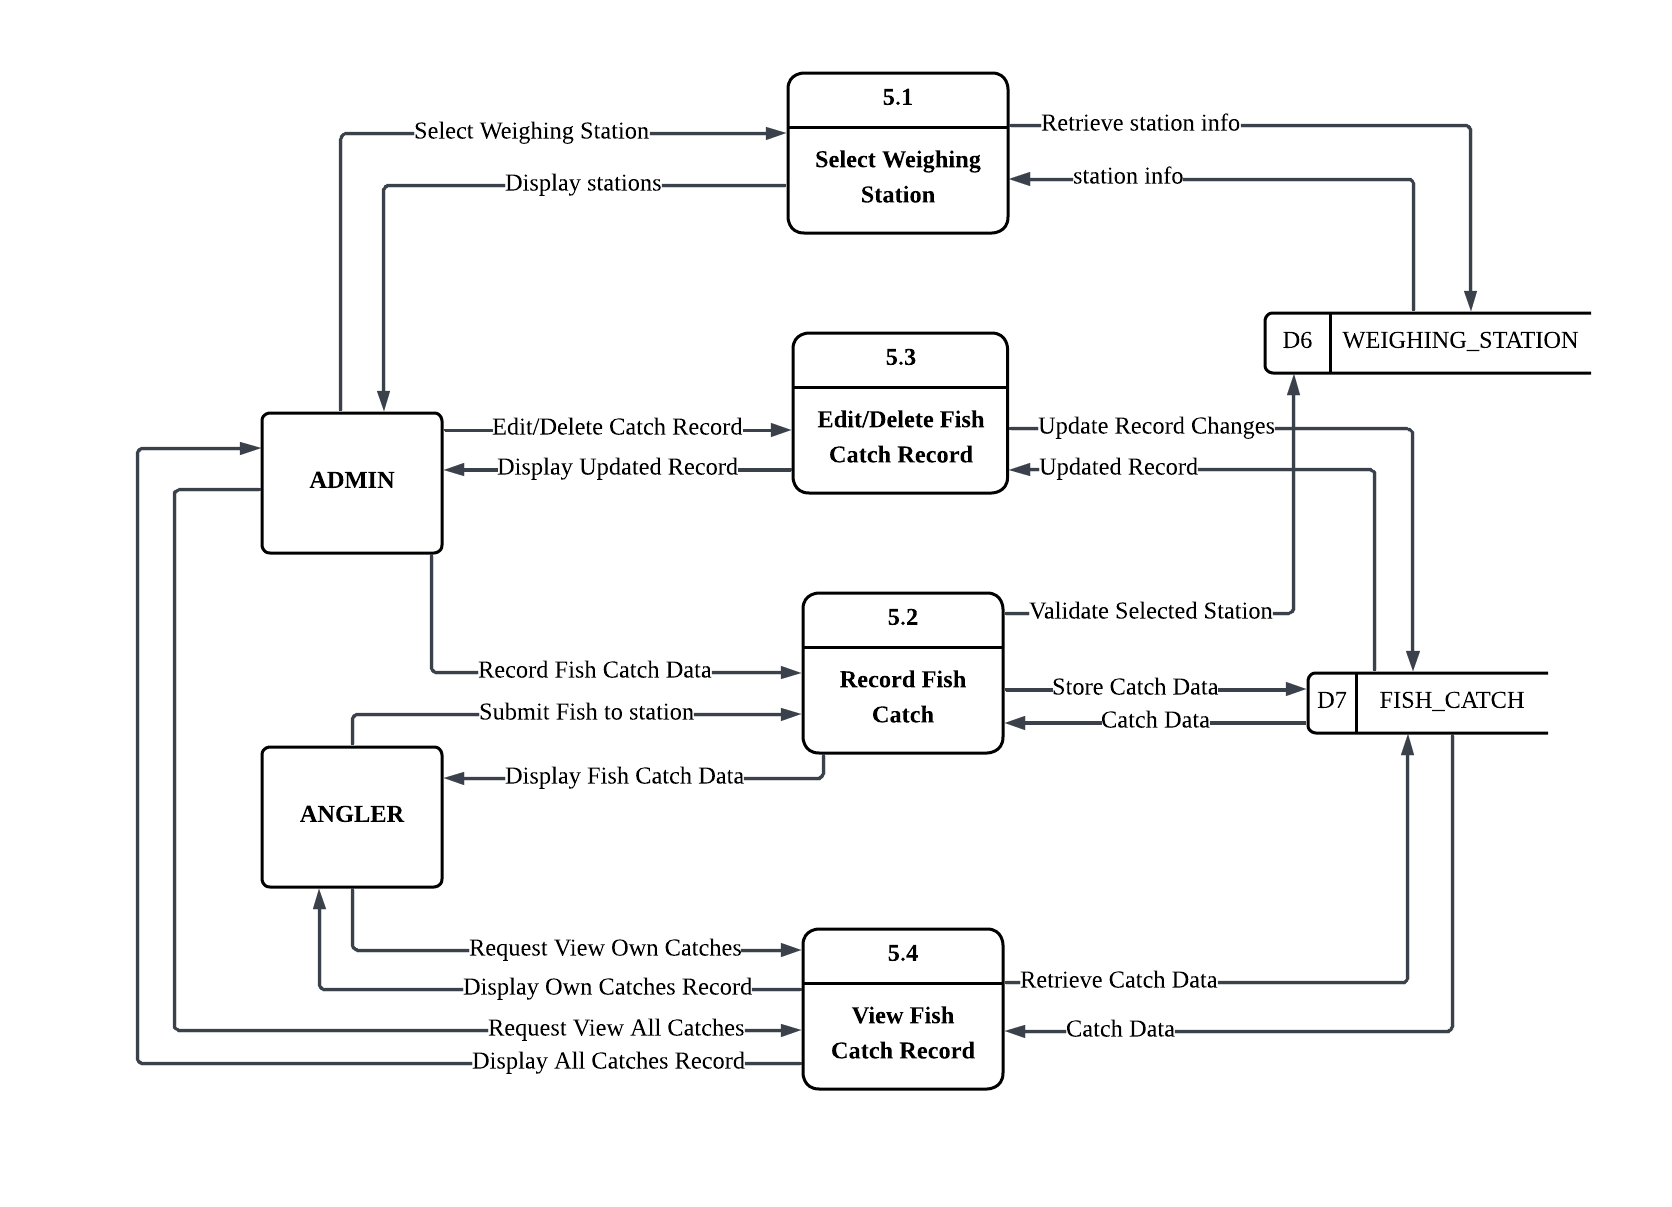 5.1
Select Weighing
Station
Select Weighing Station
Display stations
Retrieve station info
station info
D6
WEIGHING_STATION
5.3
Edit/Delete Fish
Catch Record
ADMIN
Edit/Delete Catch Record
Display Updated Record
Update Record Changes
Updated Record
5.2
Record Fish
Catch
Validate Selected Station
Record Fish Catch Data
Submit Fish to station
Store Catch Data
Catch Data
D7
FISH_CATCH
Display Fish Catch Data
ANGLER
5.4
View Fish
Catch Record
Request View Own Catches
Display Own Catches Record
Request View All Catches
Display All Catches Record
Retrieve Catch Data
Catch Data